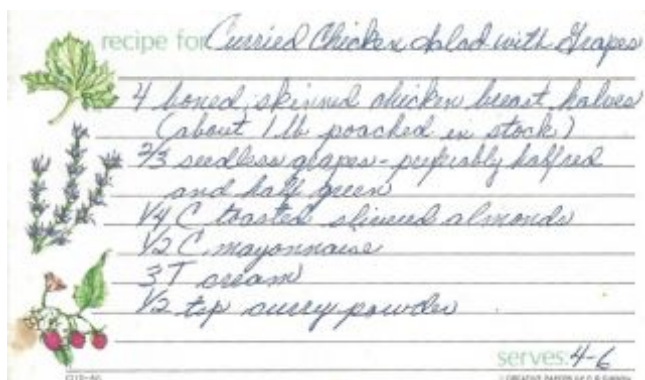 recipe for Curried Chicken Salad with Grapes
4 boned, skinned chicken breast halves
(about 1 lb poached in stock)
2/3 seedless grapes - preferably half red
and half green
1/4 C toasted slivered almonds
1/2 C mayonnaise
3 T cream
1/2 tsp curry powder
serves: 4-6